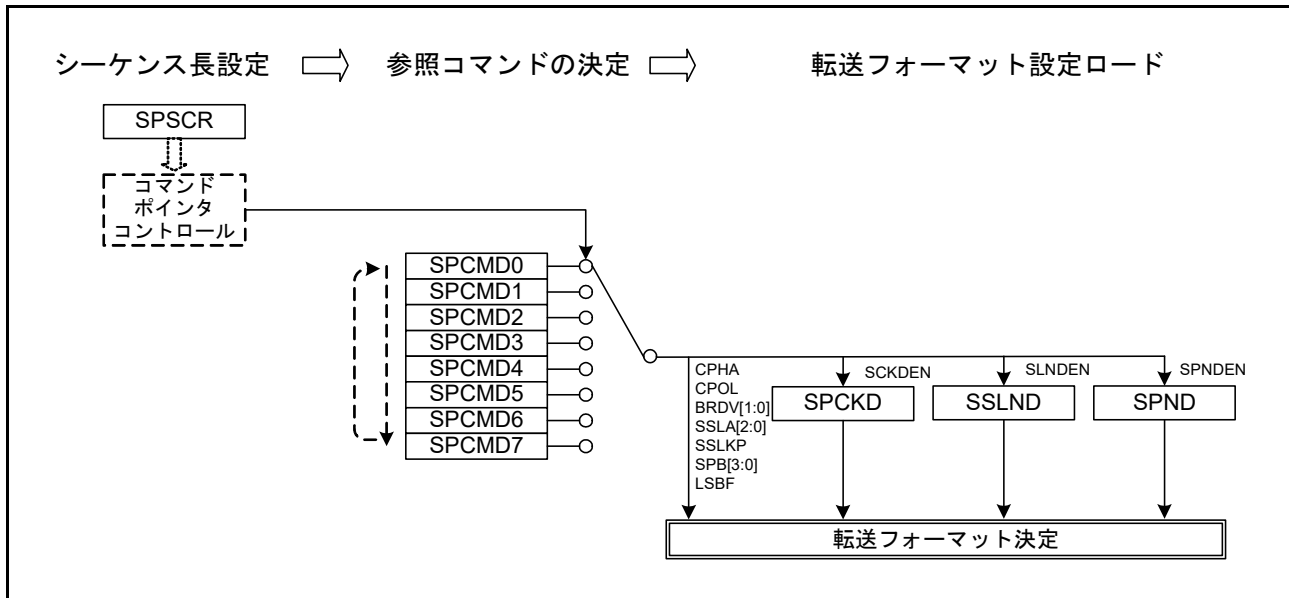 シーケンス長設定
参照コマンドの決定
転送フォーマット設定ロード
SPSCR
コマンド
ポインタ
コントロール
SPCMD0
SPCMD1
SPCMD2
SPCMD3
SPCMD4
SPCMD5
SPCMD6
SPCMD7
CPHA
CPOL
BRDV[1:0]
SSLA[2:0]
SSLKP
SPB[3:0]
LSBF
SCKDEN
SPCKD
SLNDEN
SSLND
SPNDEN
SPND
転送フォーマット決定